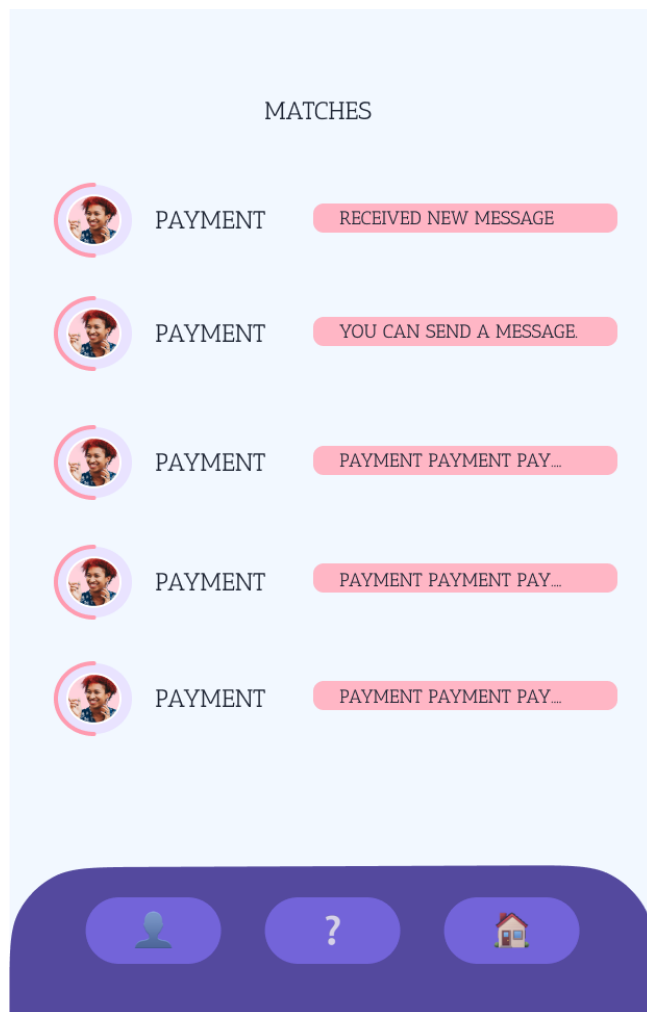 MATCHES
PAYMENT RECEIVED NEW MESSAGE
PAYMENT YOU CAN SEND A MESSAGE.
PAYMENT PAYMENT PAYMENT PAY....
PAYMENT PAYMENT PAYMENT PAY....
PAYMENT PAYMENT PAYMENT PAY....
?